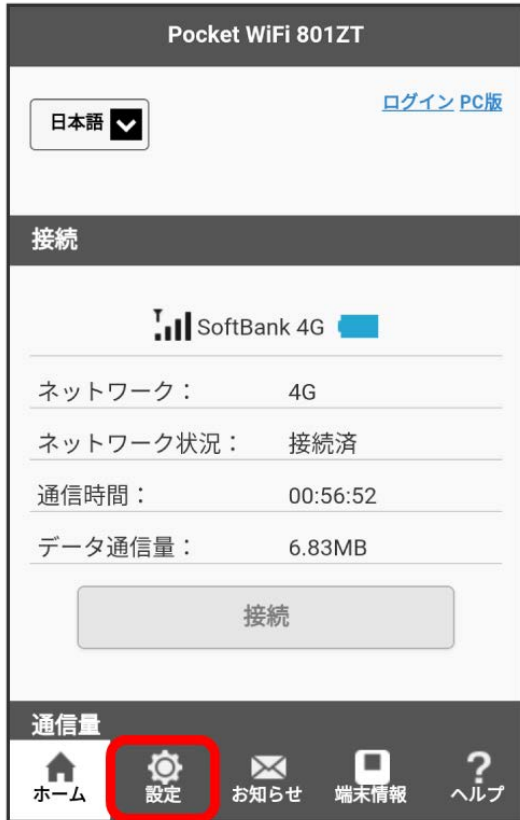 Pocket WiFi 801ZT
ログイン PC版
日本語
接続
SoftBank 4G
ネットワーク： 4G
ネットワーク状況： 接続済
通信時間： 00:56:52
データ通信量： 6.83MB
接続
通信量
ホーム 設定 お知らせ 端末情報 ヘルプ